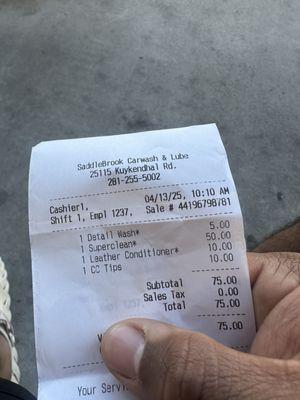 SaddleBrook Carwash & Lube
25115 Kuykendhal Rd.
281-255-5002
Cashier1, 04/13/25, 10:10 AM
Shift 1, Empl 1237, Sale # 44196798781
1 Detail Wash* 5.00
1 Superclean* 50.00
1 Leather Conditioner* 10.00
1 CC Tips 10.00
Subtotal 75.00
Sales Tax 0.00
Total 75.00
75.00
Your Servi